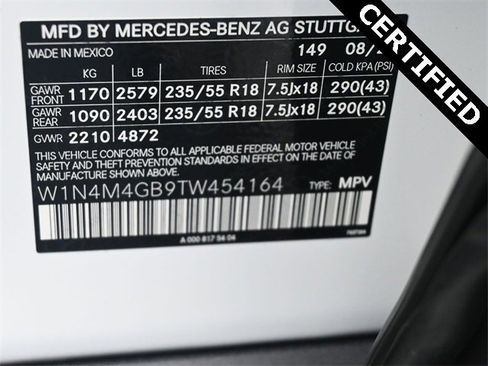 MFD BY MERCEDES-BENZ AG STUTTG
MADE IN MEXICO 149 08/
KG LB TIRES RIM SIZE COLD KPA(PSI)
GAWR FRONT 1170 2579 235/55 R18 7.5Jx18 290(43)
GAWR REAR 1090 2403 235/55 R18 7.5Jx18 290(43)
GVWR 2210 4872
THIS VEHICLE CONFORMS TO ALL APPLICABLE FEDERAL MOTOR VEHICLE
SAFETY, BUMPER, AND THEFT PREVENTION STANDARDS IN EFFECT ON THE DATE
OF MANUFACTURE SHOWN ABOVE.
W1N4M4GB9TW454164 TYPE: MPV
A 000 817 54 04
CERTIFIED